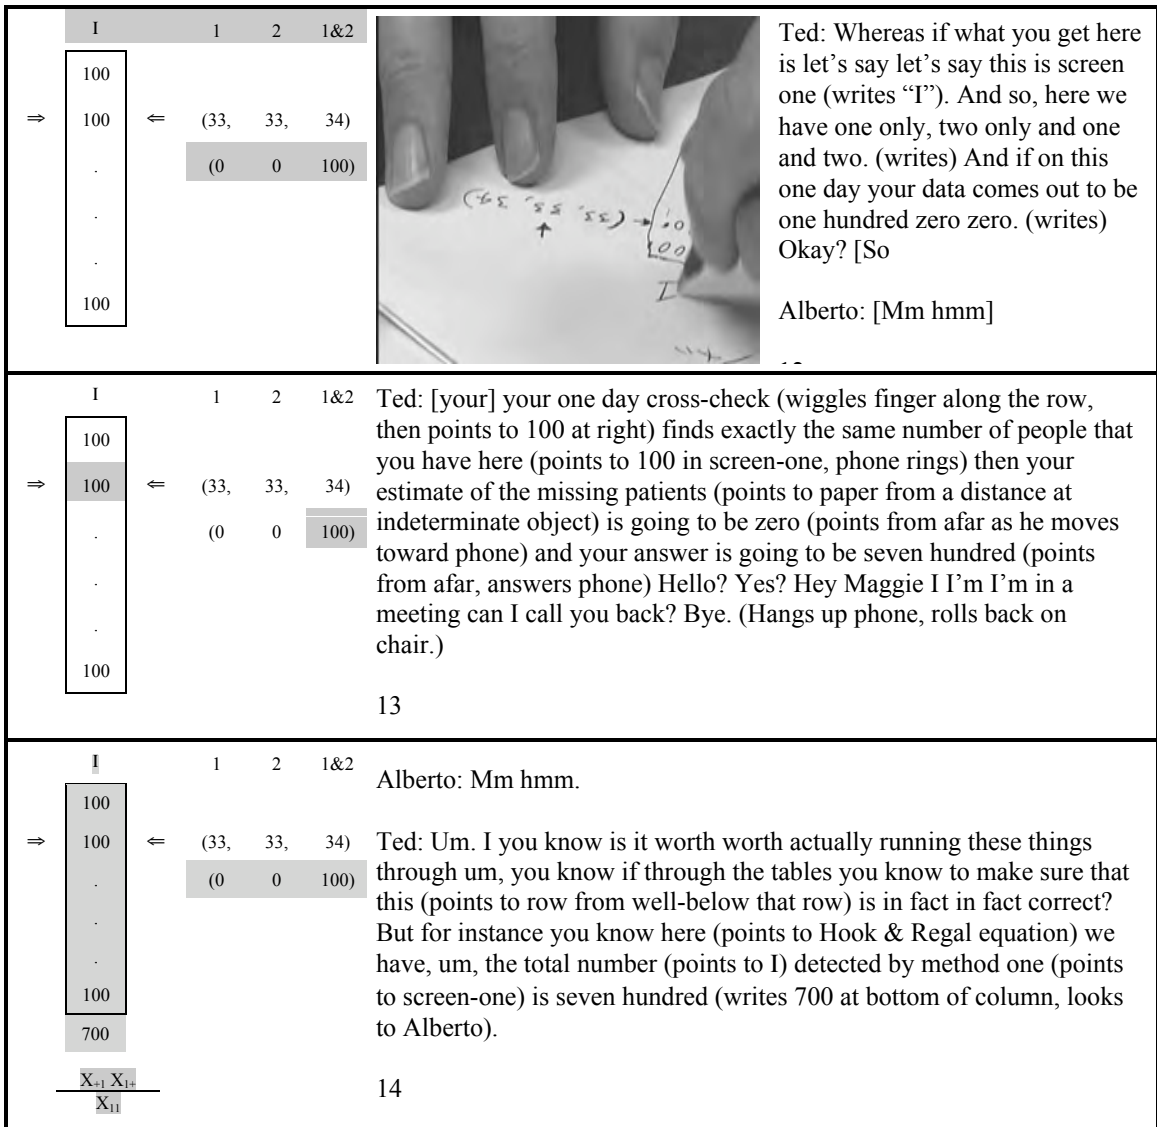 I 1 2 1&2
100
⇒ 100 ⇐ (33, 33, 34)
. (0 0 100)
.
.
100
(33, 33, 34)
I
Ted: Whereas if what you get here
is let’s say let’s say this is screen
one (writes “I”). And so, here we
have one only, two only and one
and two. (writes) And if on this
one day your data comes out to be
one hundred zero zero. (writes)
Okay? [So
Alberto: [Mm hmm]
I 1 2 1&2
100
⇒ 100 ⇐ (33, 33, 34)
. (0 0 100)
.
.
100
Ted: [your] your one day cross-check (wiggles finger along the row,
then points to 100 at right) finds exactly the same number of people that
you have here (points to 100 in screen-one, phone rings) then your
estimate of the missing patients (points to paper from a distance at
indeterminate object) is going to be zero (points from afar as he moves
toward phone) and your answer is going to be seven hundred (points
from afar, answers phone) Hello? Yes? Hey Maggie I I’m I’m in a
meeting can I call you back? Bye. (Hangs up phone, rolls back on
chair.)
13
I 1 2 1&2
100
⇒ 100 ⇐ (33, 33, 34)
. (0 0 100)
.
.
100
700
X+1 X1+
X11
Alberto: Mm hmm.
Ted: Um. I you know is it worth worth actually running these things
through um, you know if through the tables you know to make sure that
this (points to row from well-below that row) is in fact in fact correct?
But for instance you know here (points to Hook & Regal equation) we
have, um, the total number (points to I) detected by method one (points
to screen-one) is seven hundred (writes 700 at bottom of column, looks
to Alberto).
14